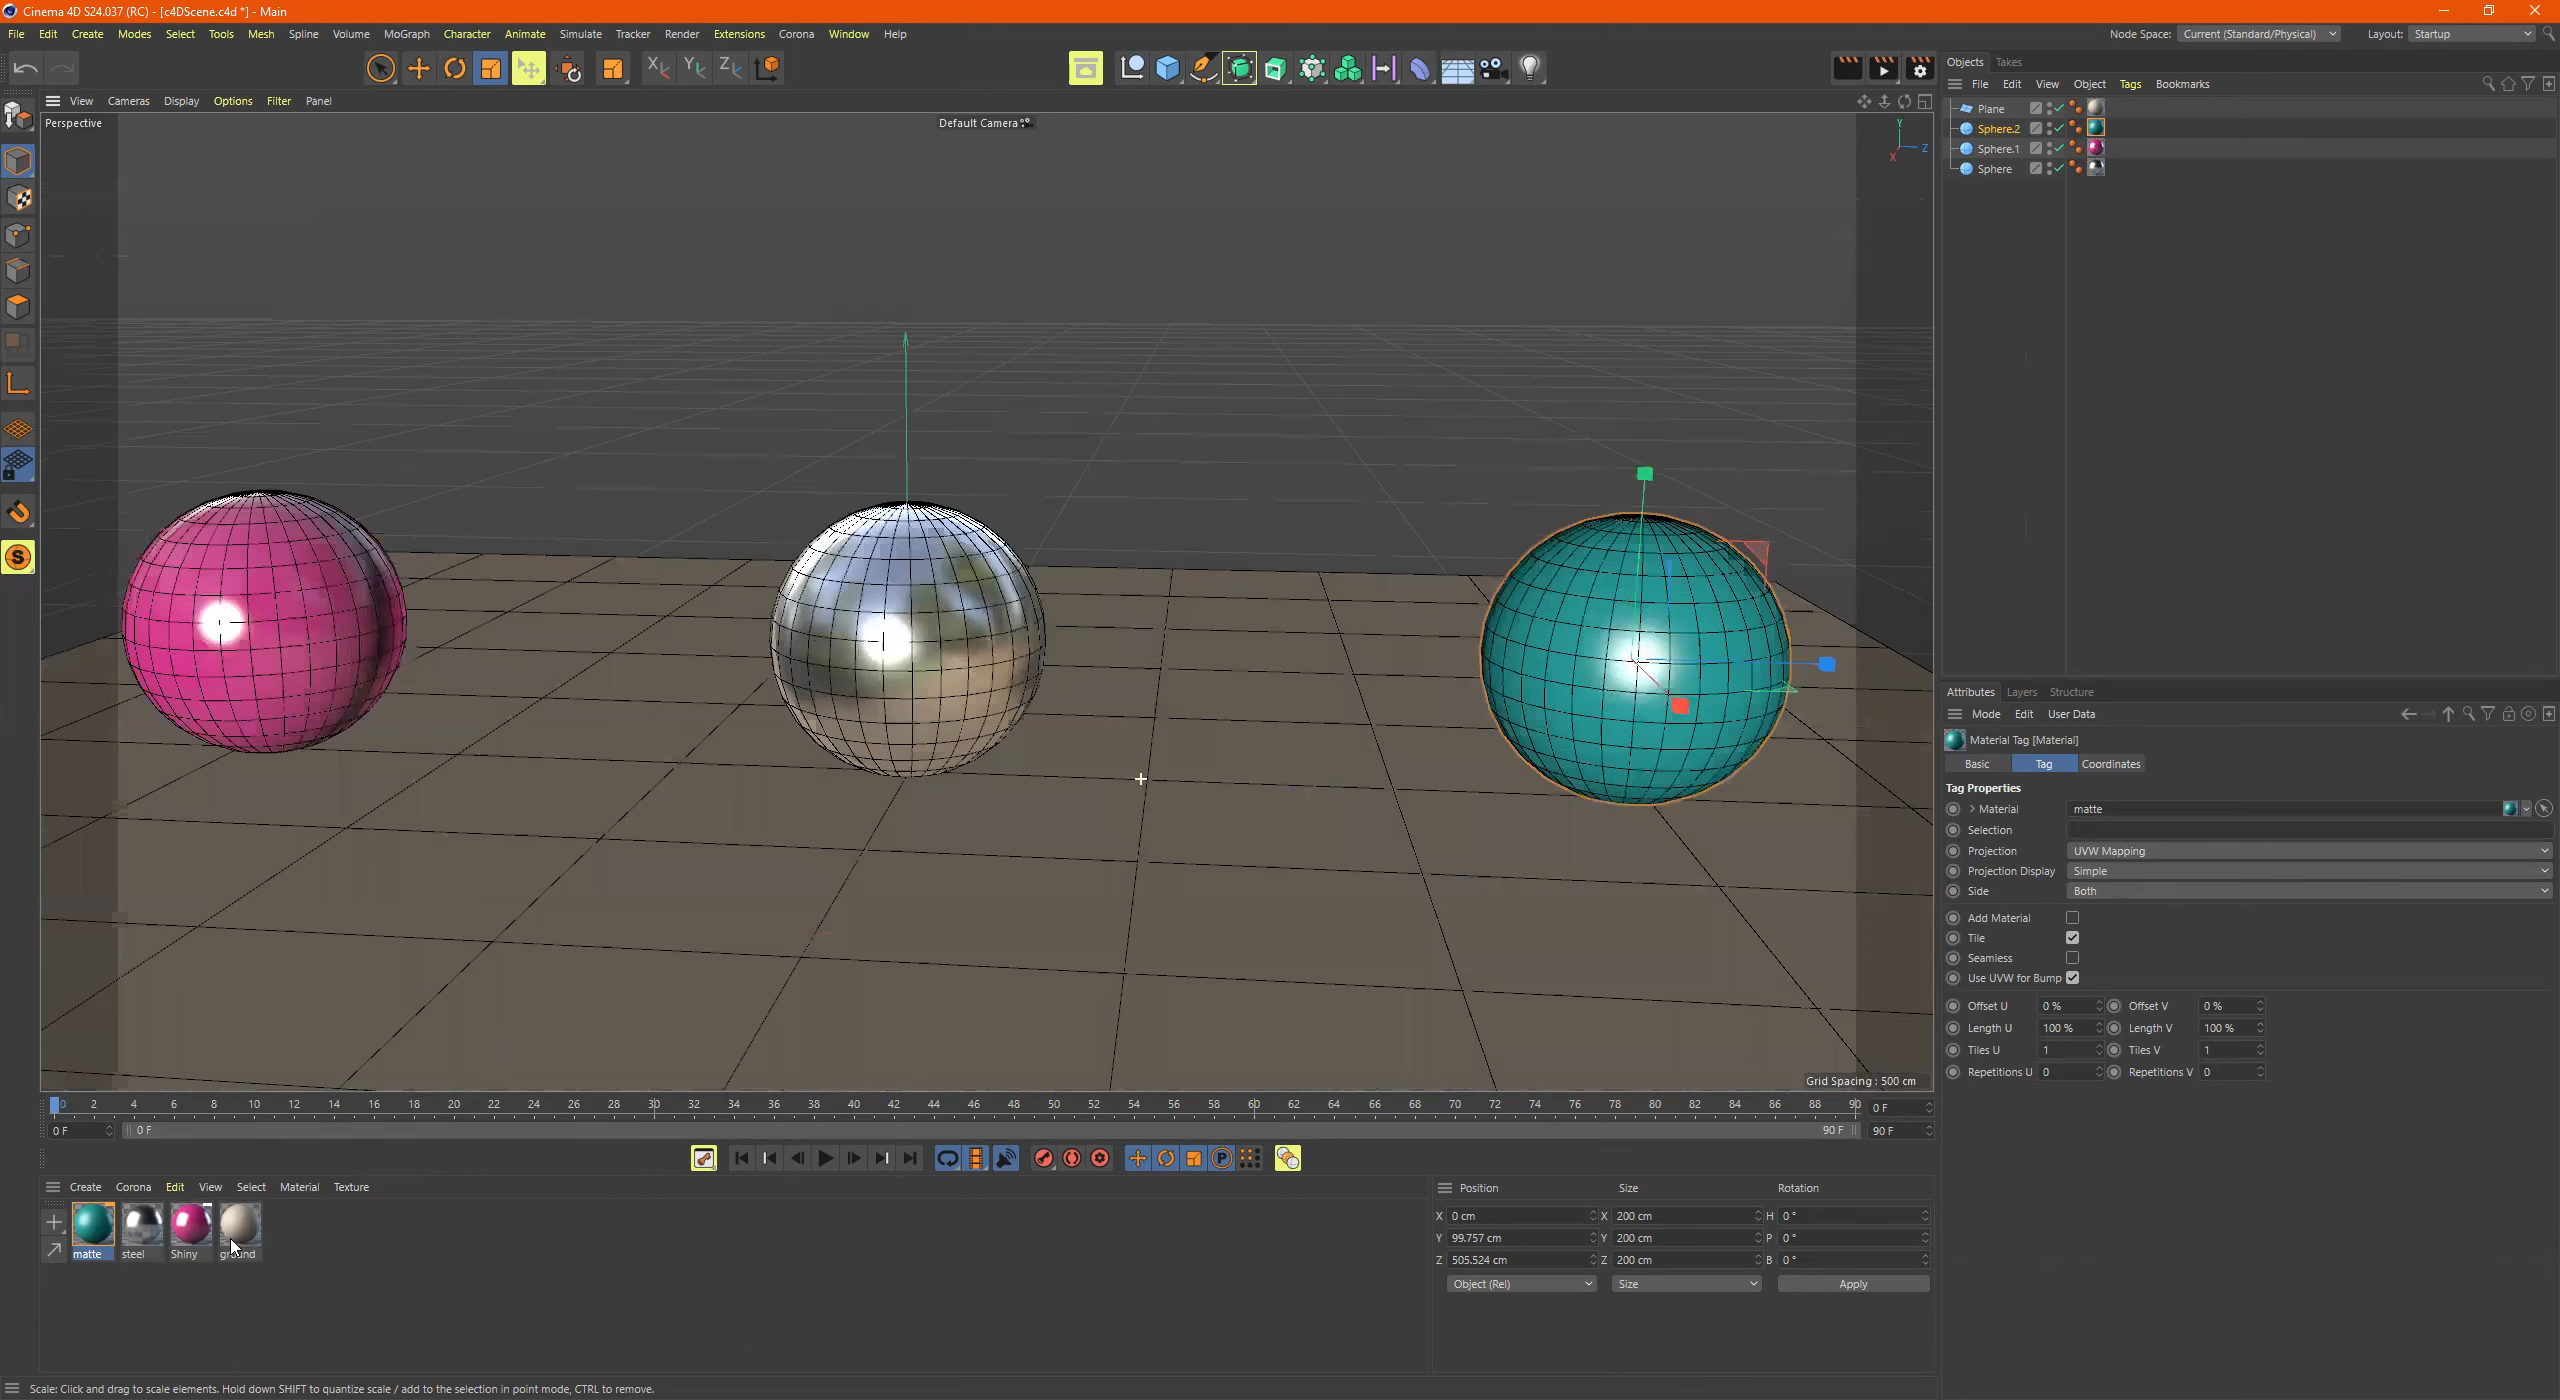 Cinema 4D S24.037 (RC) - [c4DScene.c4d *] - Main
File Edit Create Modes Select Tools Mesh Spline Volume MoGraph Character Animate Simulate Tracker Render Extensions Corona Window Help
Node Space: Current (Standard/Physical) Layout: Startup
X Y Z
Objects Takes
File Edit View Object Tags Bookmarks
View Cameras Display Options Filter Panel
Perspective
Default Camera
Y
Z
X
Plane
Sphere.2
Sphere.1
Sphere
Grid Spacing : 500 cm
Attributes Layers Structure
Mode Edit User Data
Material Tag [Material]
Basic Tag Coordinates
Tag Properties
Material matte
Selection
Projection UVW Mapping
Projection Display Simple
Side Both
Add Material
Tile
Seamless
Use UVW for Bump
Offset U 0 % Offset V 0 %
Length U 100 % Length V 100 %
Tiles U 1 Tiles V 1
Repetitions U 0 Repetitions V 0
0 2 4 6 8 10 12 14 16 18 20 22 24 26 28 30 32 34 36 38 40 42 44 46 48 50 52 54 56 58 60 62 64 66 68 70 72 74 76 78 80 82 84 86 88 90 0 F
0 F 0 F 90 F 90 F
P
S
Create Corona Edit View Select Material Texture
matte steel Shiny
Position Size Rotation
X 0 cm X 200 cm H 0 °
Y 99.757 cm Y 200 cm P 0 °
Z 505.524 cm Z 200 cm B 0 °
Object (Rel) Size Apply
Scale: Click and drag to scale elements. Hold down SHIFT to quantize scale / add to the selection in point mode, CTRL to remove.